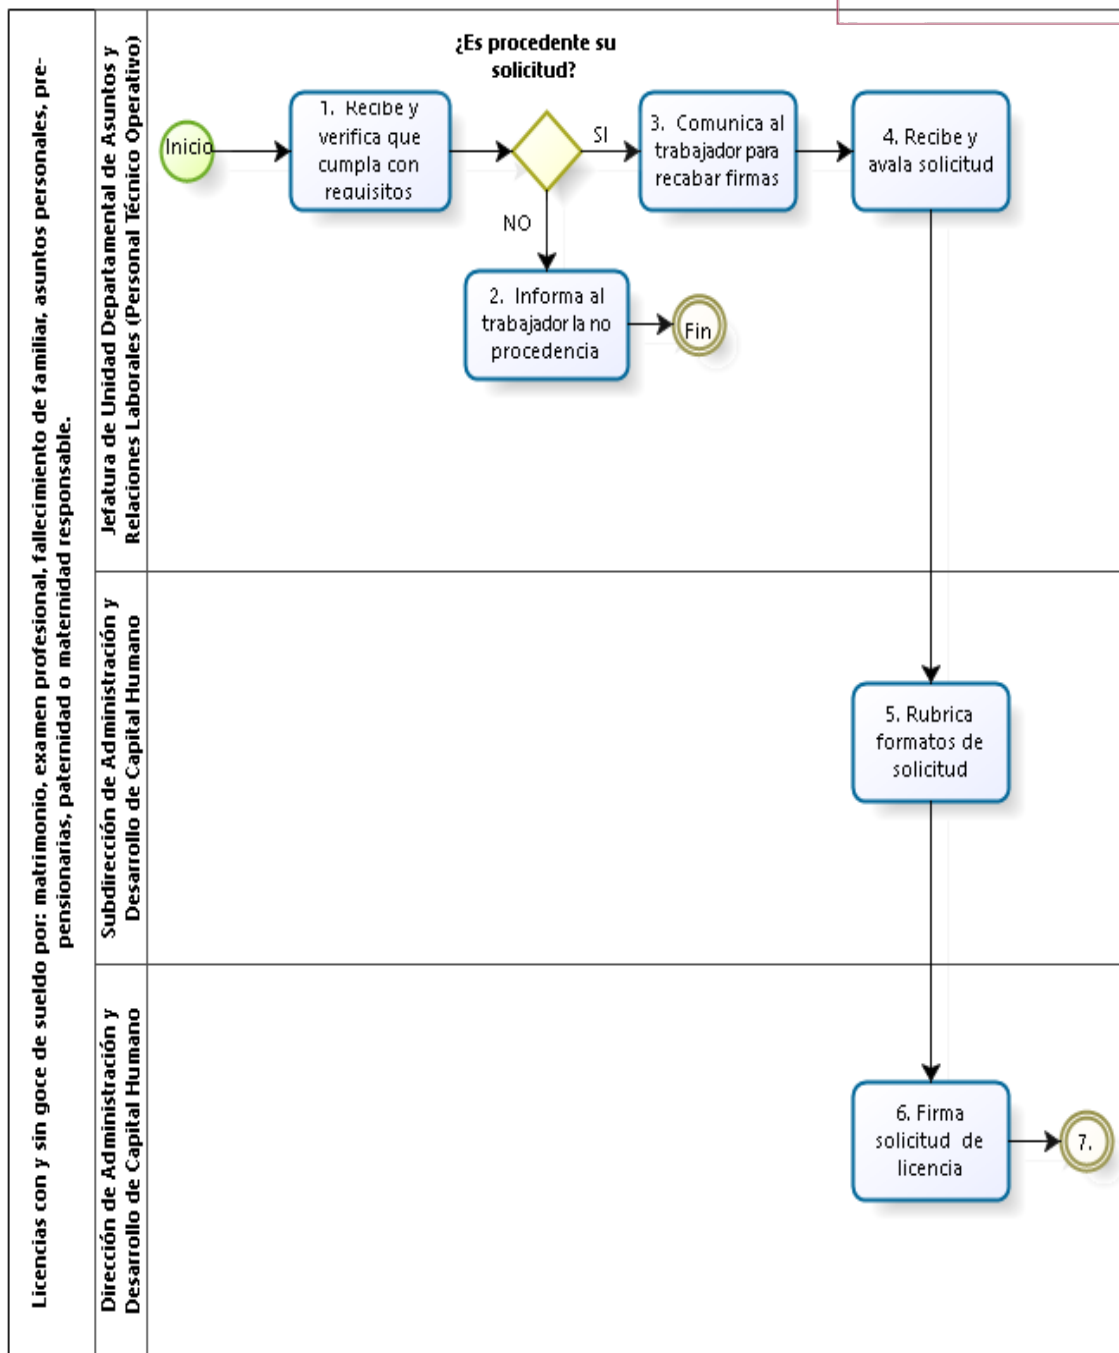 Licencias con y sin goce de sueldo por: matrimonio, examen profesional, fallecimiento de familiar, asuntos personales, pre-
pensionarias, paternidad o maternidad responsable.
Jefatura de Unidad Departamental de Asuntos y
Relaciones Laborales (Personal Técnico Operativo)
Inicio
1. Recibe y
verifica que
cumpla con
requisitos
¿Es procedente su
solicitud?
SI
NO
2. Informa al
trabajador la no
procedencia
Fin
3. Comunica al
trabajador para
recabar firmas
4. Recibe y
avala solicitud
Subdirección de Administración y
Desarrollo de Capital Humano
5. Rubrica
formatos de
solicitud
Dirección de Administración y
Desarrollo de Capital Humano
6. Firma
solicitud de
licencia
7.